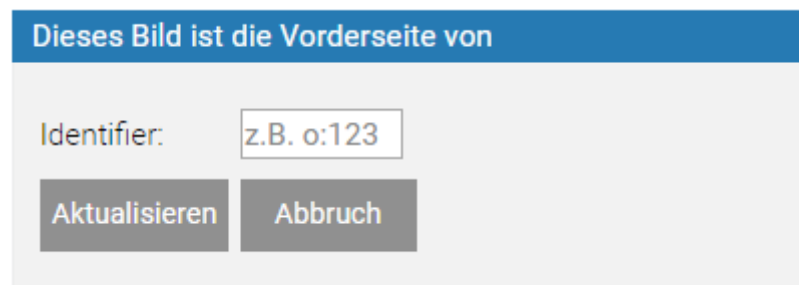 Dieses Bild ist die Vorderseite von
Identifier: z.B. o:123
Aktualisieren Abbruch